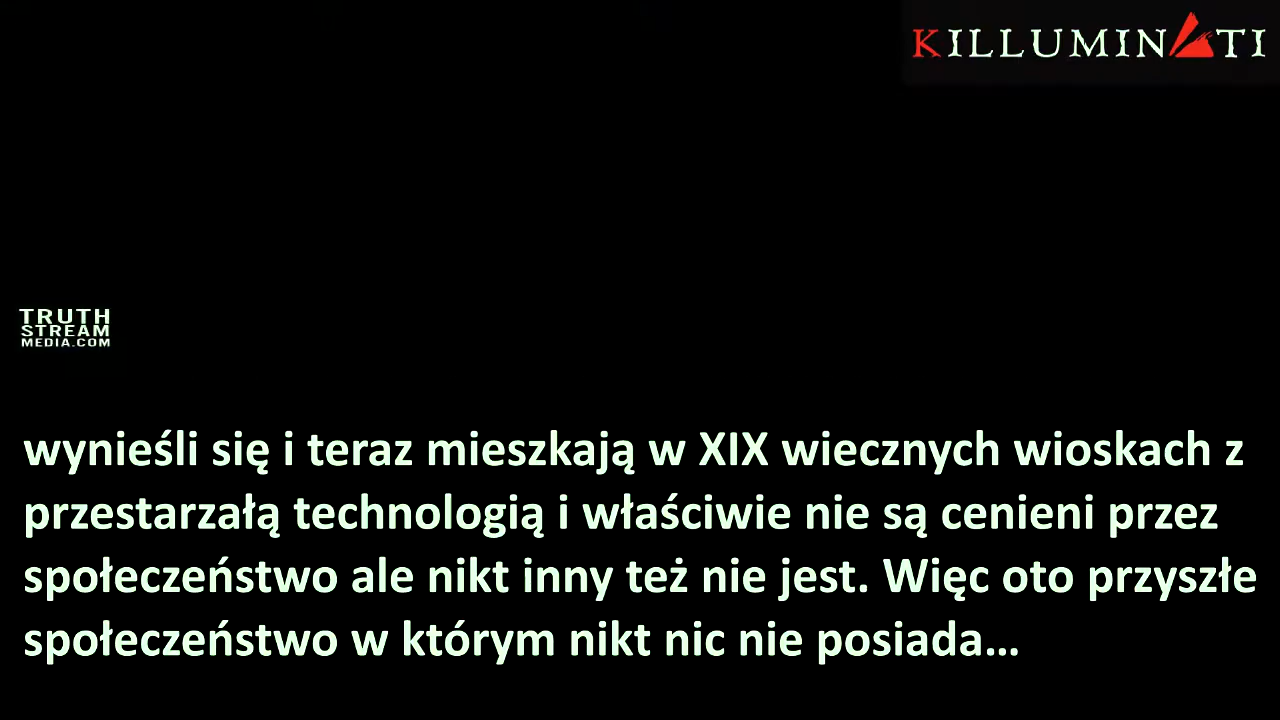 KILLUMINATI
TRUTH
STREAM
MEDIA.COM
wynieśli się i teraz mieszkają w XIX wiecznych wioskach z
przestarzałą technologią i właściwie nie są cenieni przez
społeczeństwo ale nikt inny też nie jest. Więc oto przyszłe
społeczeństwo w którym nikt nic nie posiada...